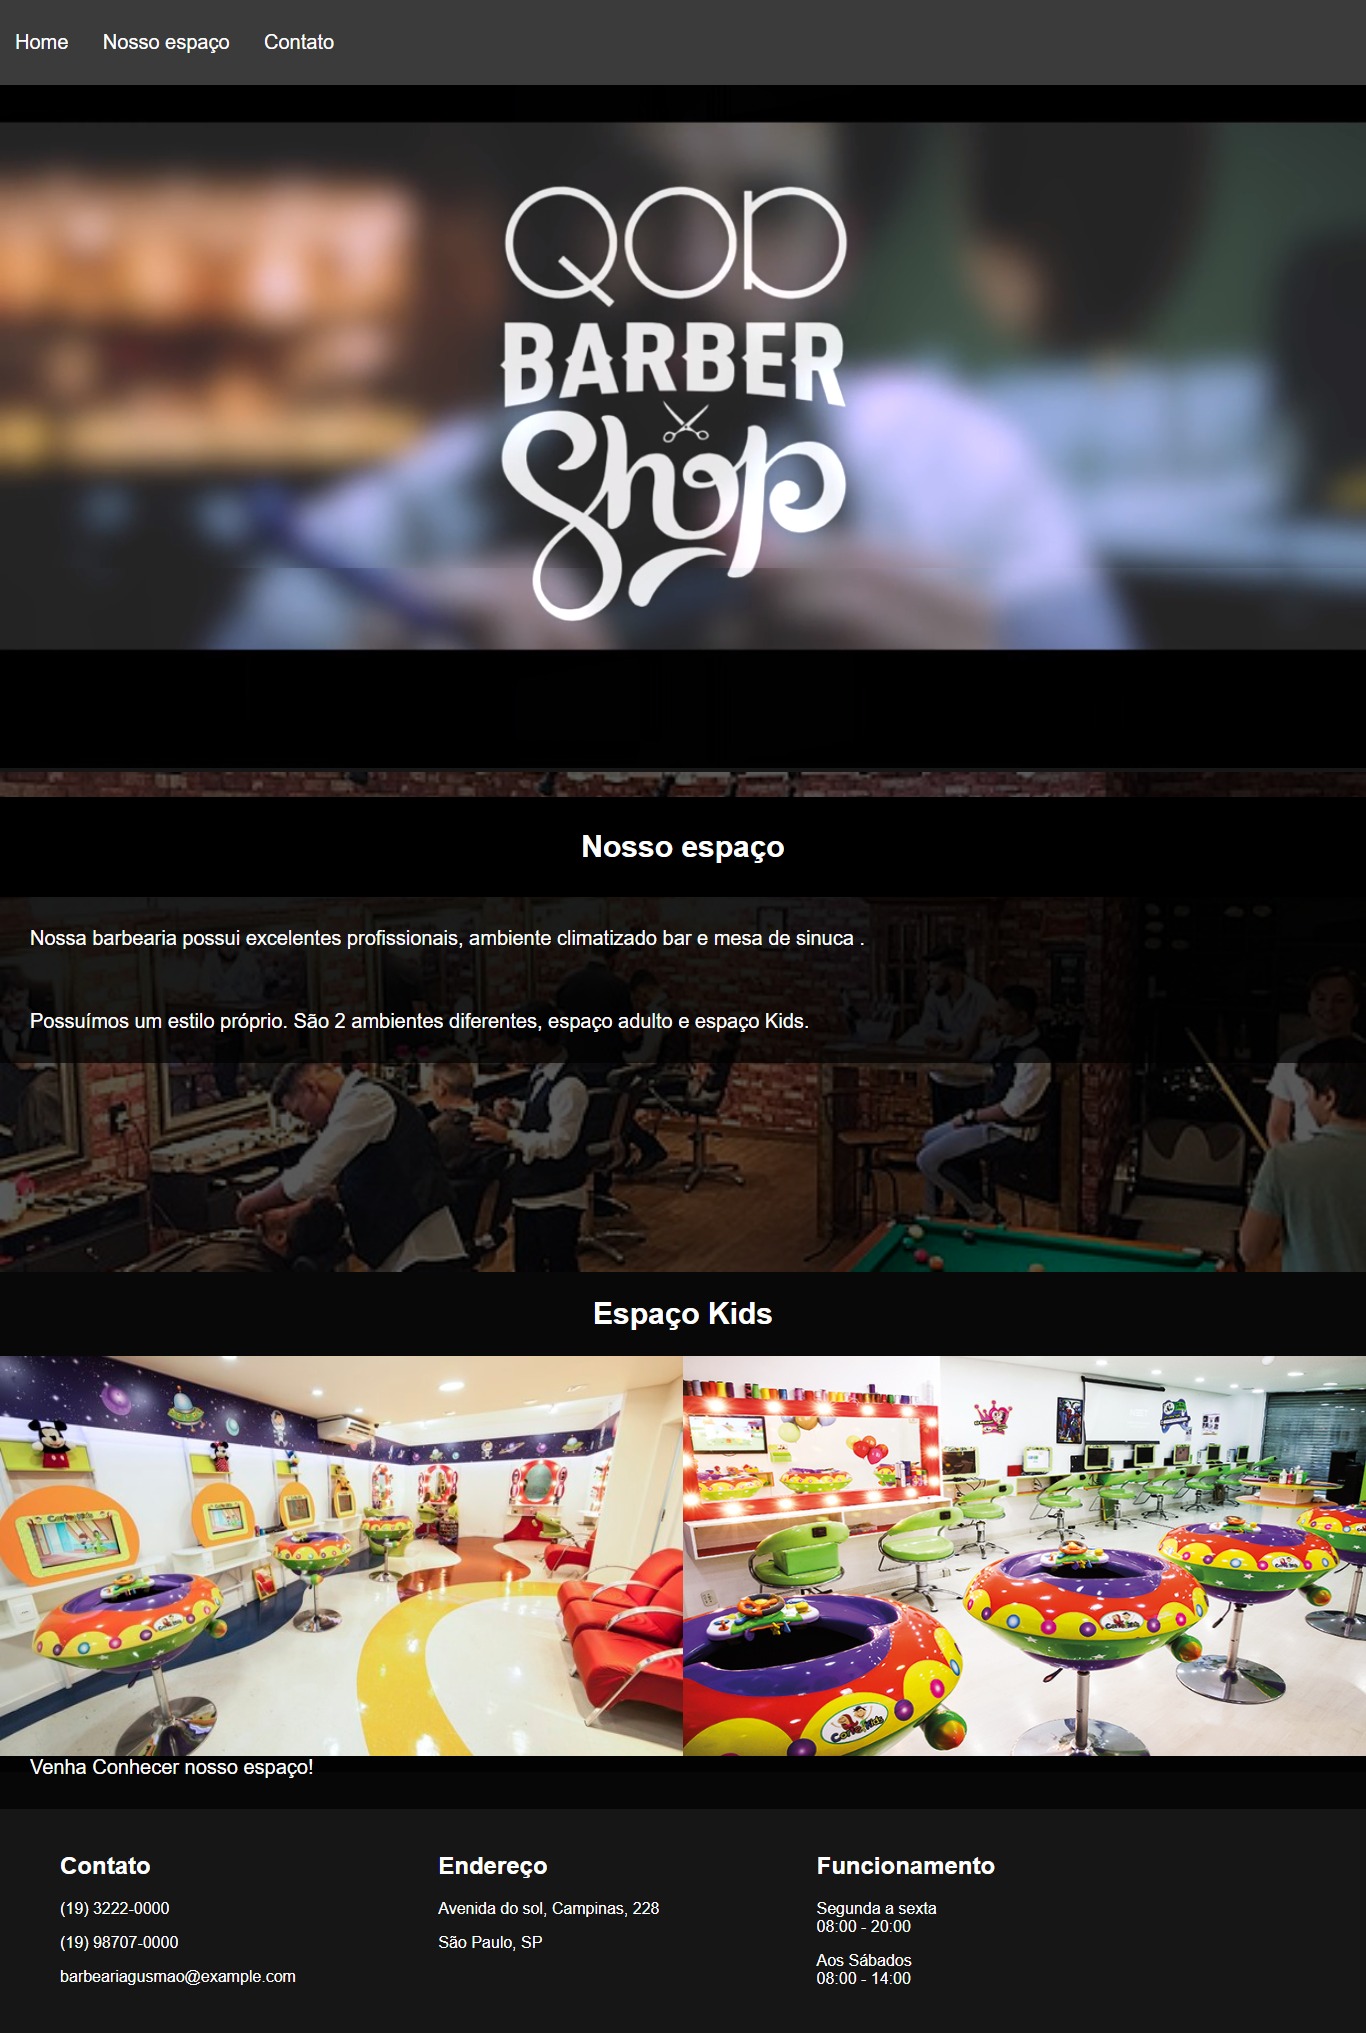 Home Nosso espaço Contato
QOD
BARBER
Shop
Nosso espaço
Nossa barbearia possui excelentes profissionais, ambiente climatizado bar e mesa de sinuca .
Possuímos um estilo próprio. São 2 ambientes diferentes, espaço adulto e espaço Kids.
Espaço Kids
Venha Conhecer nosso espaço!
Contato
(19) 3222-0000
(19) 98707-0000
barbeariagusmao@example.com
Endereço
Avenida do sol, Campinas, 228
São Paulo, SP
Funcionamento
Segunda a sexta
08:00 - 20:00
Aos Sábados
08:00 - 14:00